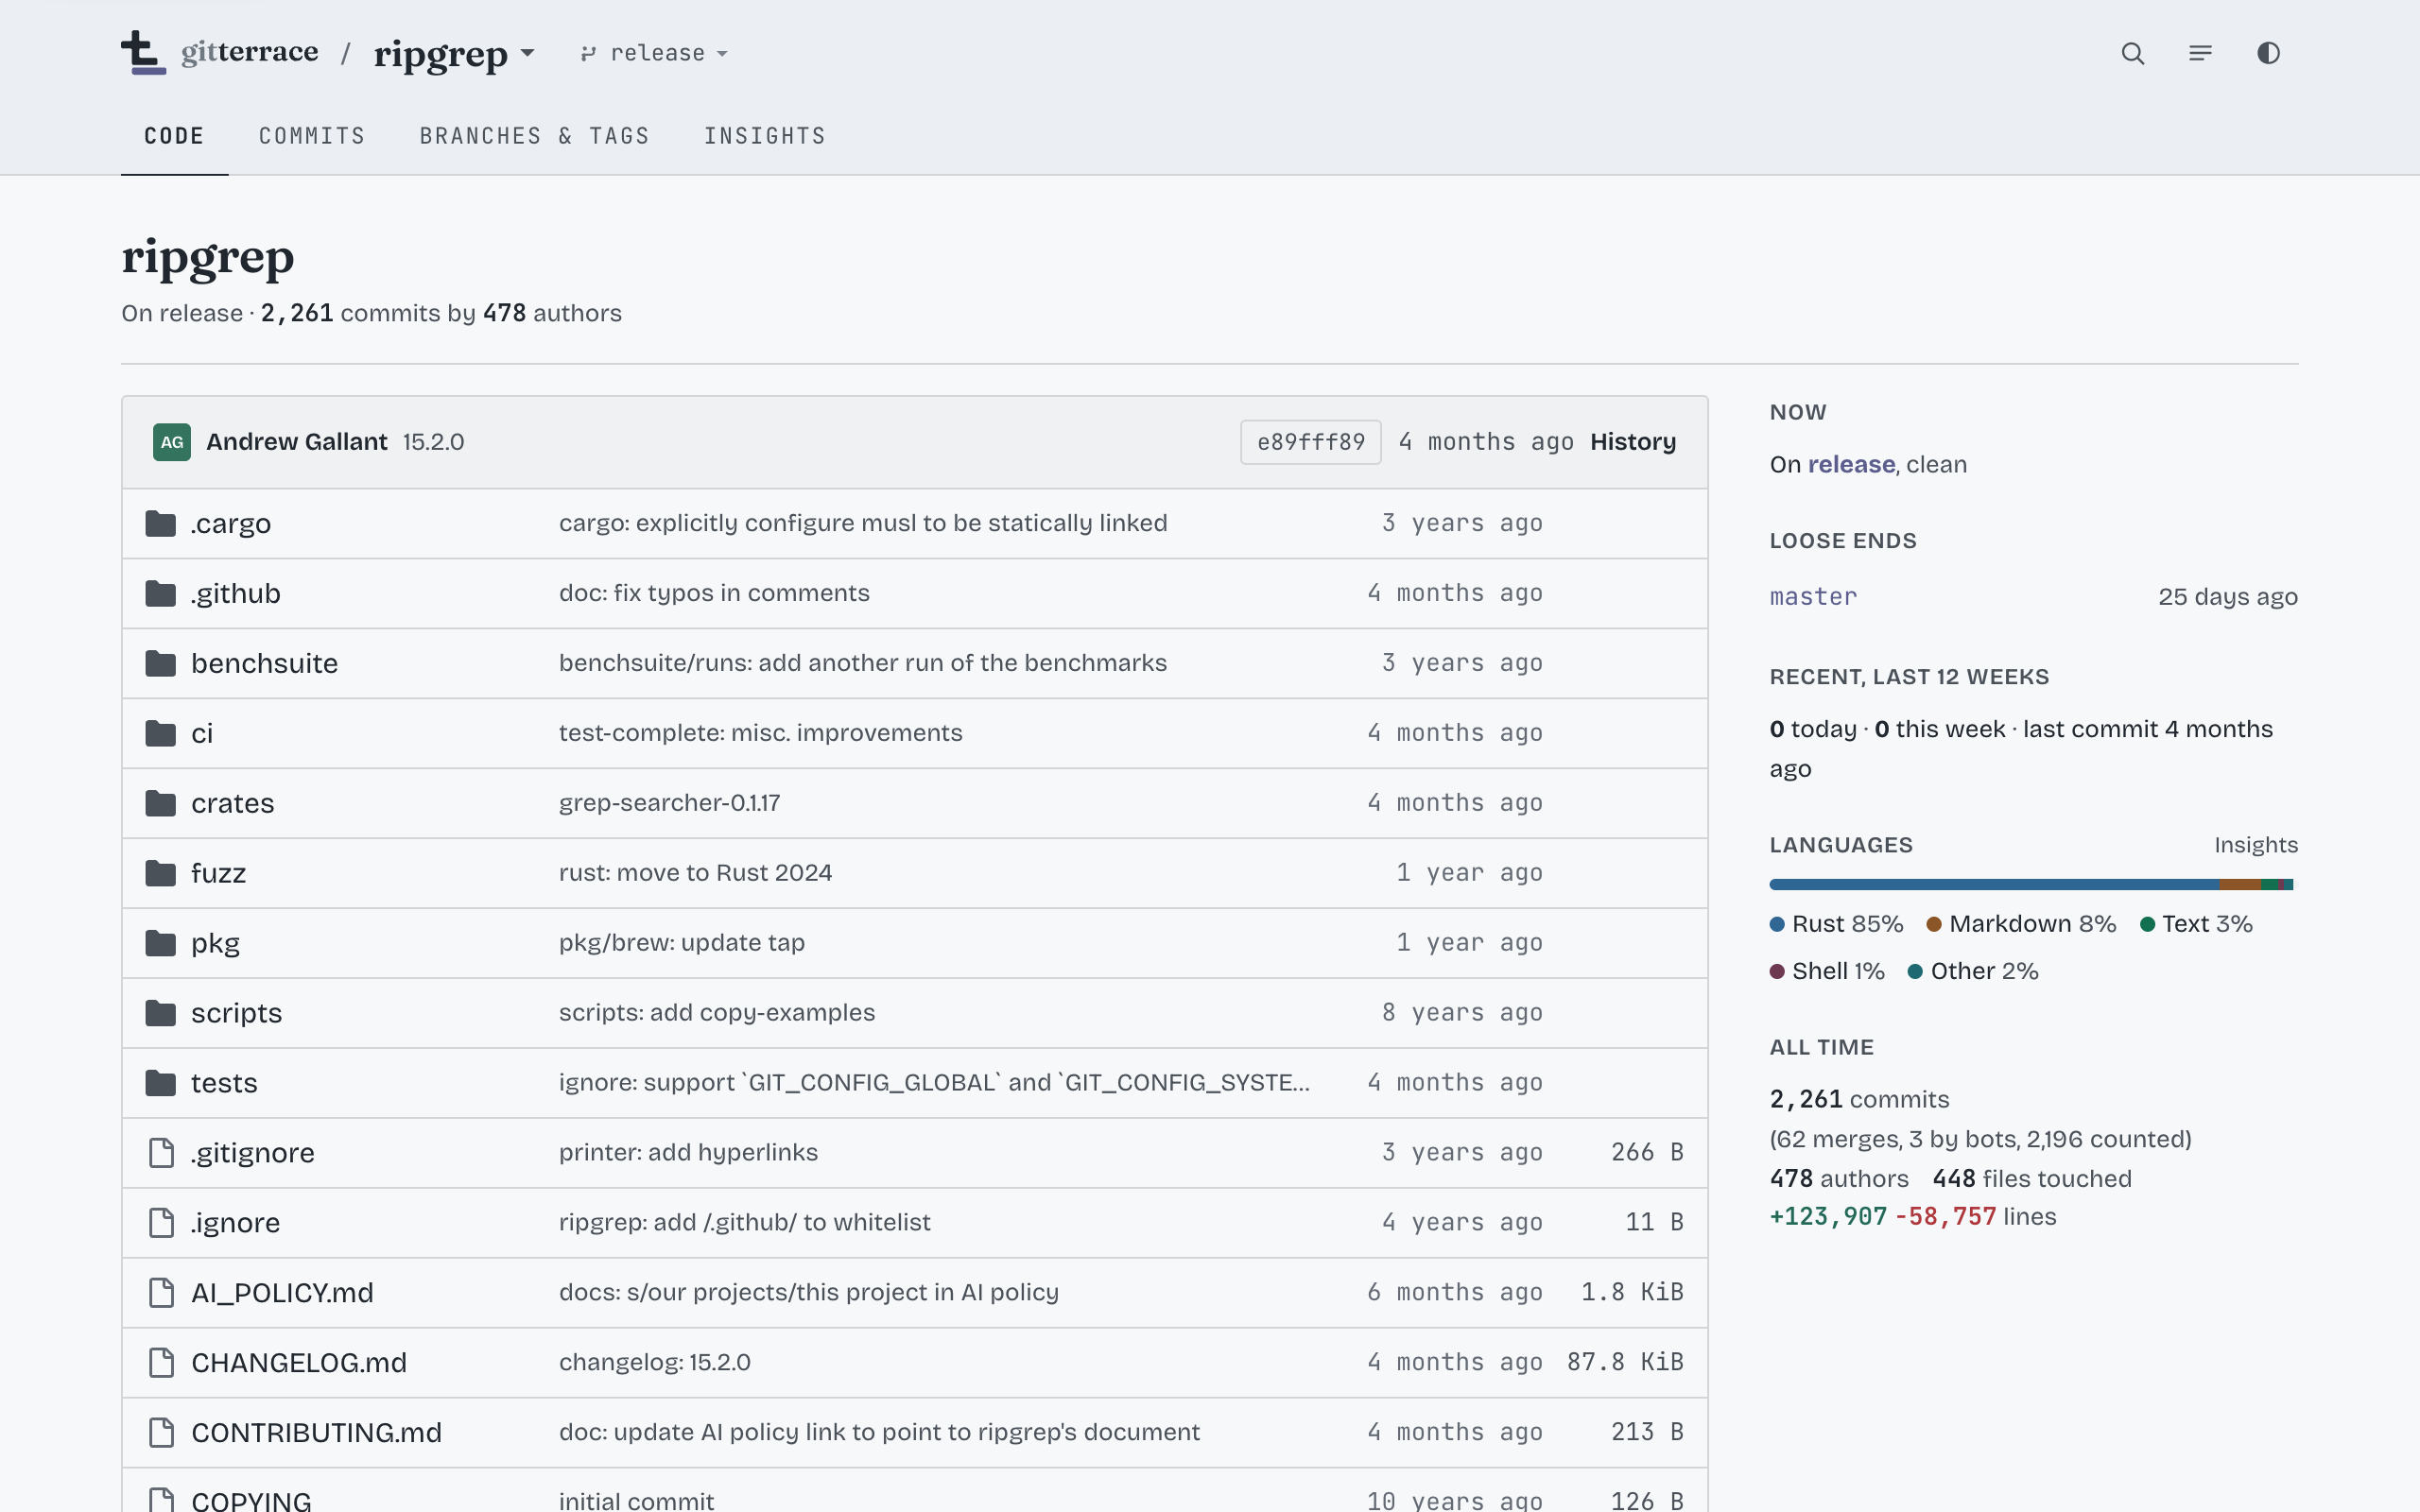 gitterrace / ripgrep release
CODE COMMITS BRANCHES & TAGS INSIGHTS
ripgrep
On release · 2,261 commits by 478 authors
AG Andrew Gallant 15.2.0 e89fff89 4 months ago History
.cargo cargo: explicitly configure musl to be statically linked 3 years ago
.github doc: fix typos in comments 4 months ago
benchsuite benchsuite/runs: add another run of the benchmarks 3 years ago
ci test-complete: misc. improvements 4 months ago
crates grep-searcher-0.1.17 4 months ago
fuzz rust: move to Rust 2024 1 year ago
pkg pkg/brew: update tap 1 year ago
scripts scripts: add copy-examples 8 years ago
tests ignore: support `GIT_CONFIG_GLOBAL` and `GIT_CONFIG_SYSTE... 4 months ago
.gitignore printer: add hyperlinks 3 years ago 266 B
.ignore ripgrep: add /.github/ to whitelist 4 years ago 11 B
AI_POLICY.md docs: s/our projects/this project in AI policy 6 months ago 1.8 KiB
CHANGELOG.md changelog: 15.2.0 4 months ago 87.8 KiB
CONTRIBUTING.md doc: update AI policy link to point to ripgrep's document 4 months ago 213 B
COPYING initial commit 10 years ago 126 B
NOW
On release, clean
LOOSE ENDS
master 25 days ago
RECENT, LAST 12 WEEKS
0 today · 0 this week · last commit 4 months
ago
LANGUAGES Insights
Rust 85% Markdown 8% Text 3%
Shell 1% Other 2%
ALL TIME
2,261 commits
(62 merges, 3 by bots, 2,196 counted)
478 authors 448 files touched
+123,907 -58,757 lines